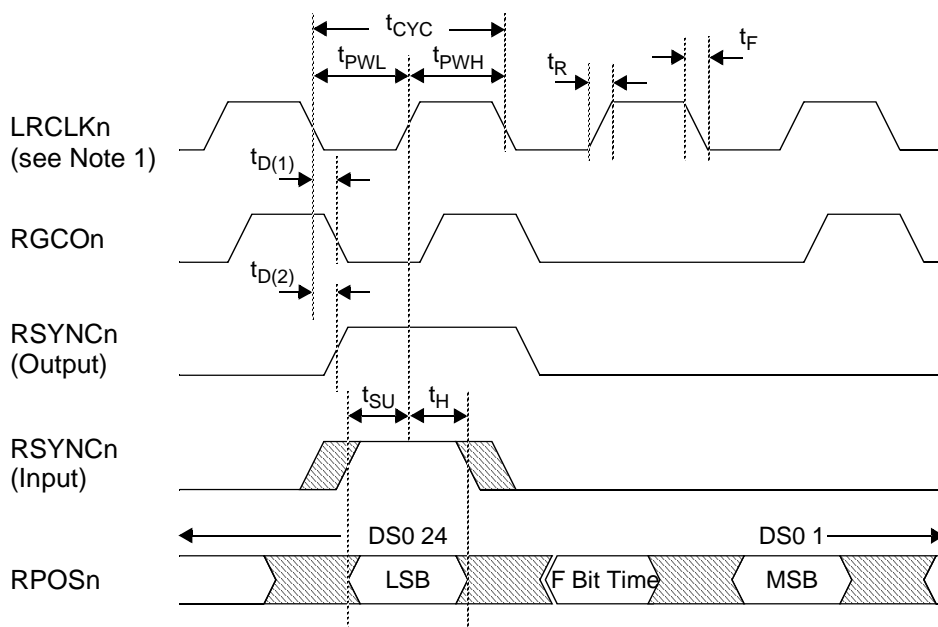 tCYC
tPWL tPWH
tR
tF
LRCLKn
(see Note 1)
tD(1)
RGCOn
tD(2)
RSYNCn
(Output)
tSU tH
RSYNCn
(Input)
DS0 24 DS0 1
RPOSn LSB F Bit Time MSB